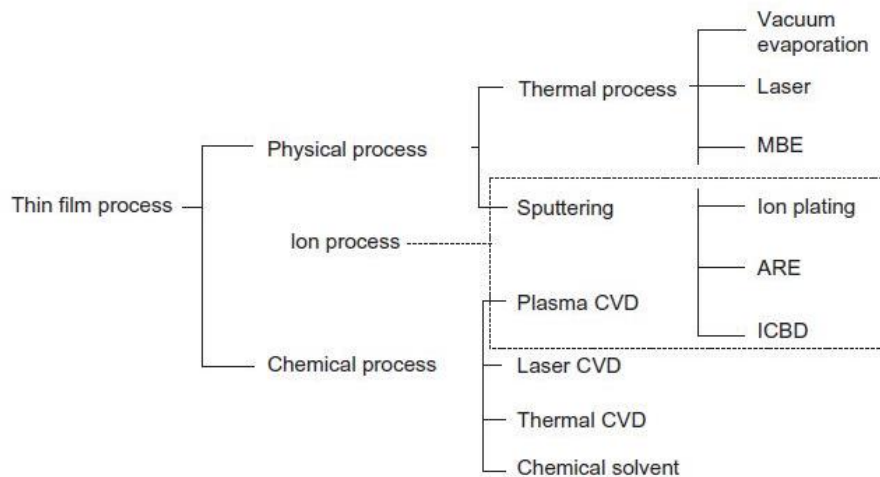 Vacuum
evaporation
Thermal process
Laser
Physical process
MBE
Thin film process
Sputtering
Ion plating
Ion process
ARE
Plasma CVD
ICBD
Chemical process
Laser CVD
Thermal CVD
Chemical solvent